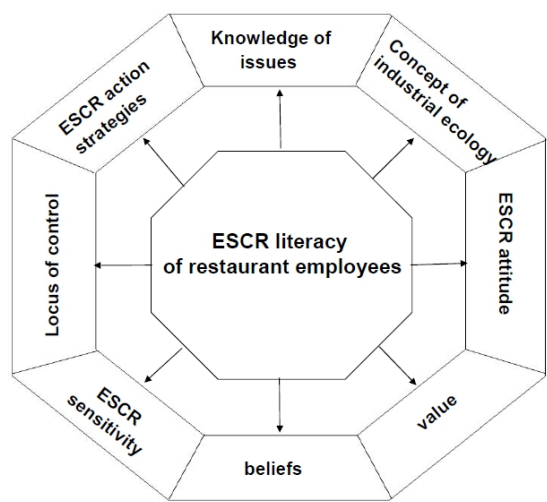 Knowledge of
issues
Concept of
industrial ecology
ESCR attitude
value
beliefs
ESCR
sensitivity
Locus of control
ESCR action
strategies
ESCR literacy
of restaurant employees